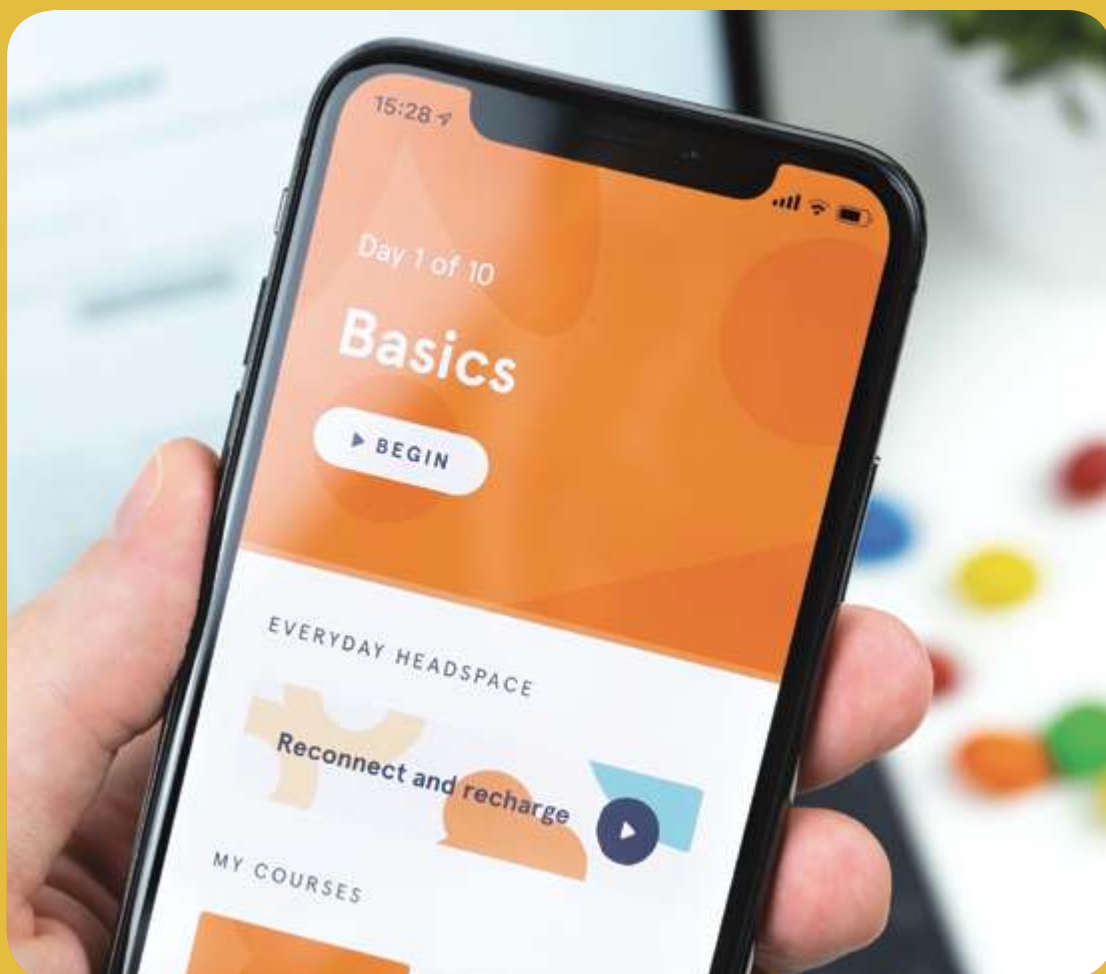 15:28
Day 1 of 10
Basics
BEGIN
EVERYDAY HEADSPACE
Reconnect and recharge
MY COURSES